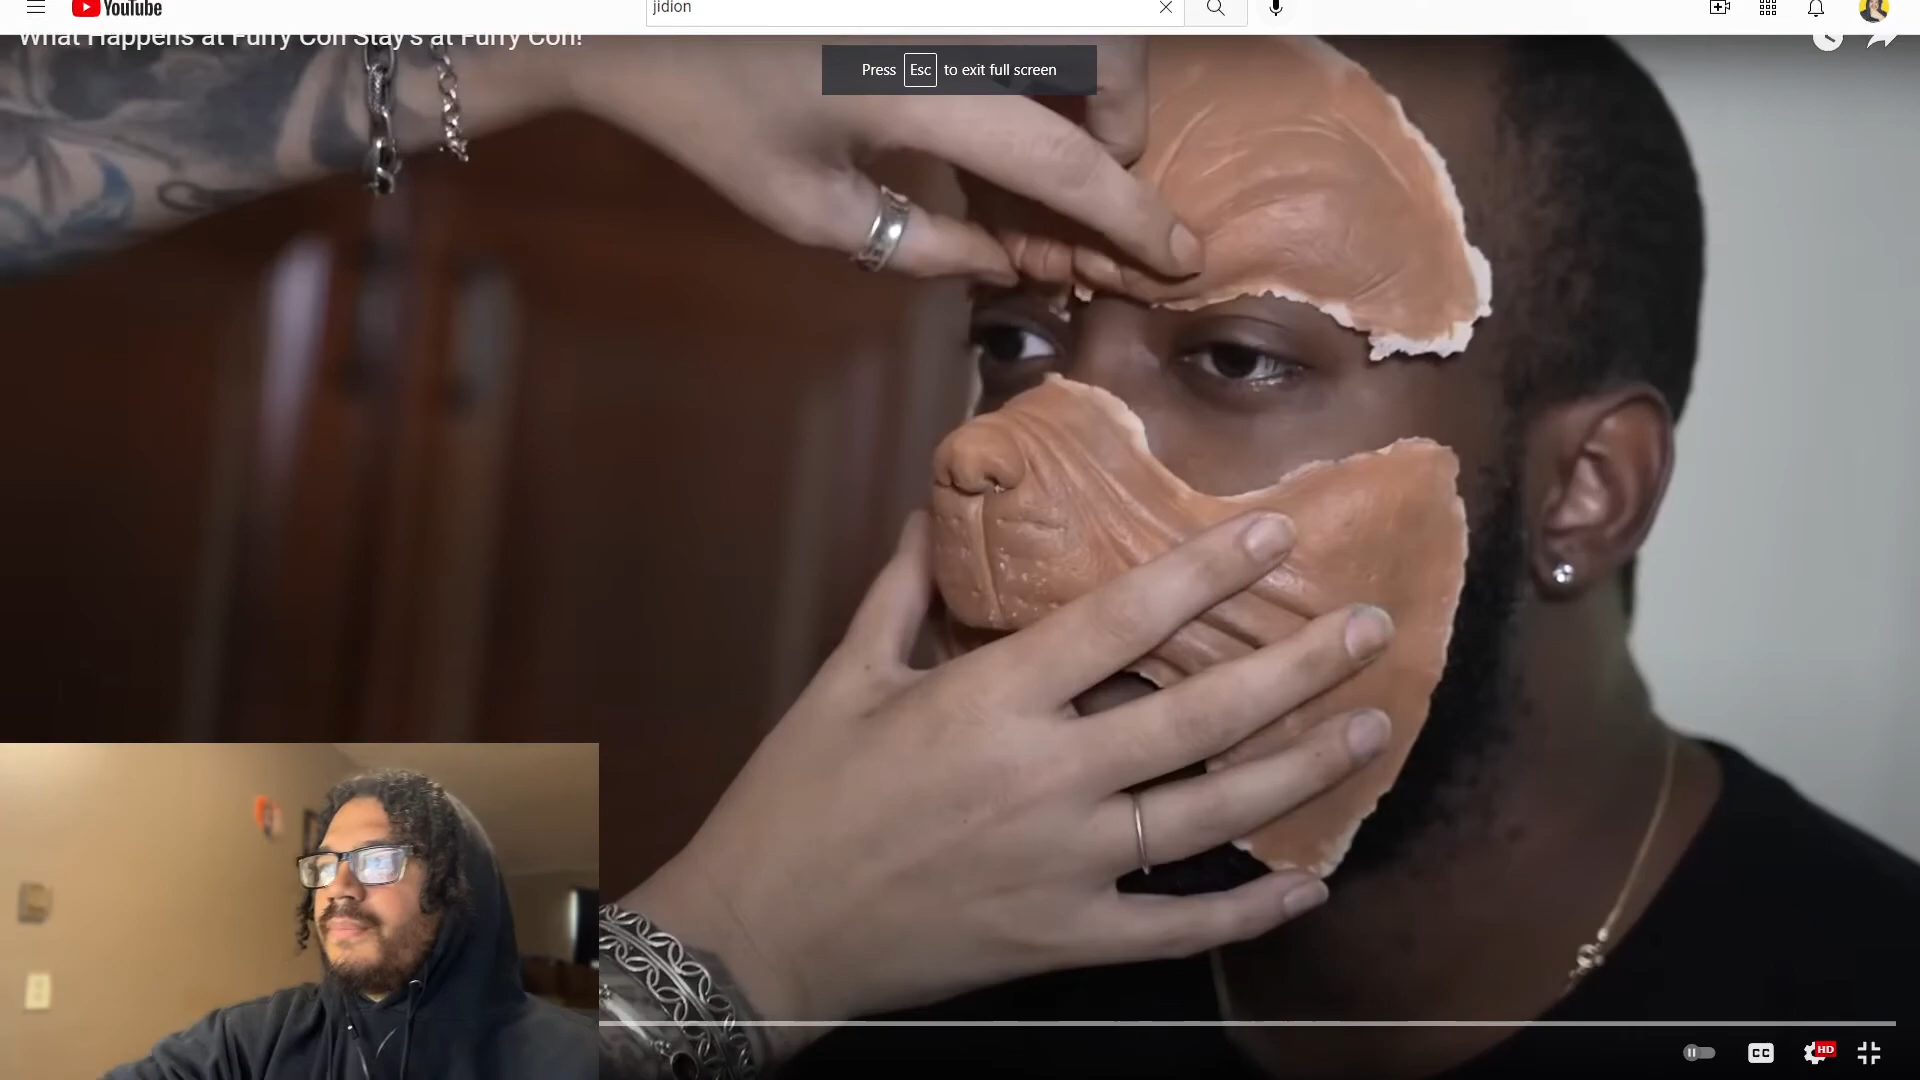 YouTube
jidion
What Happens at Furry Con Stay's at Furry Con!
Press Esc to exit full screen
CC
HD